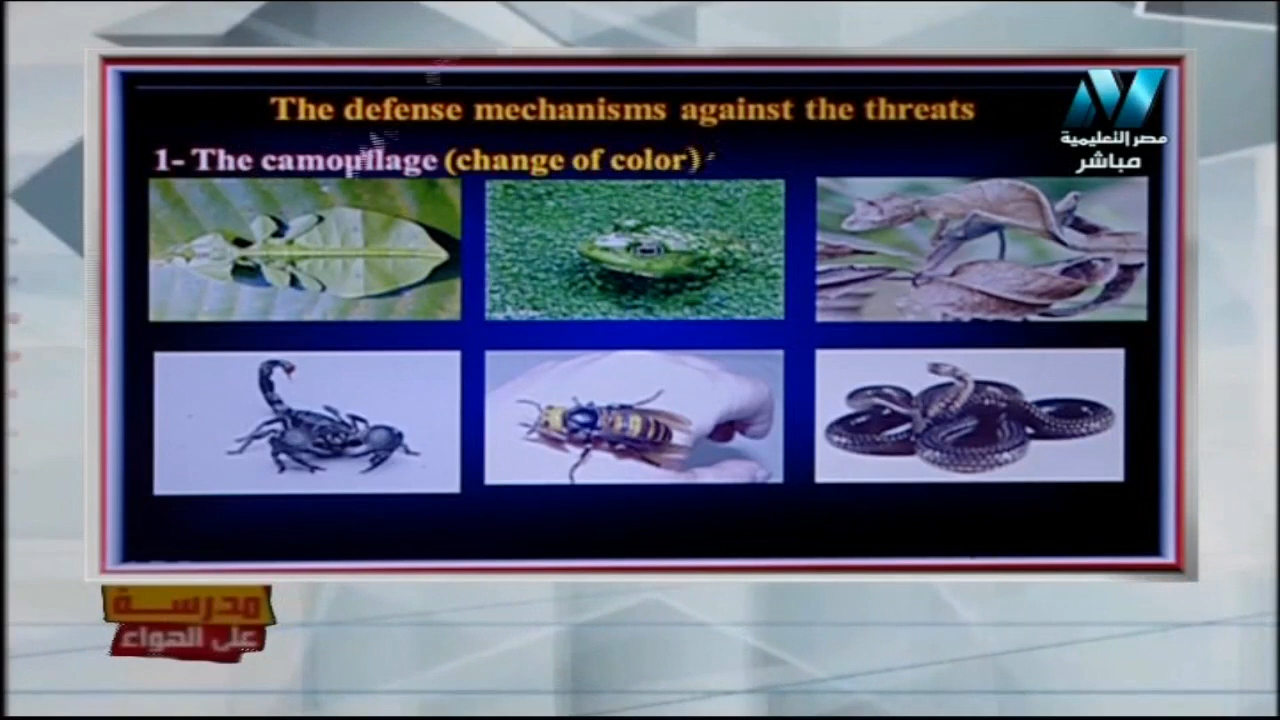 The defense mechanisms against the threats
مصر التعليمية
مباشر
1- The camouflage (change of color)
مدرسة
على الهواء